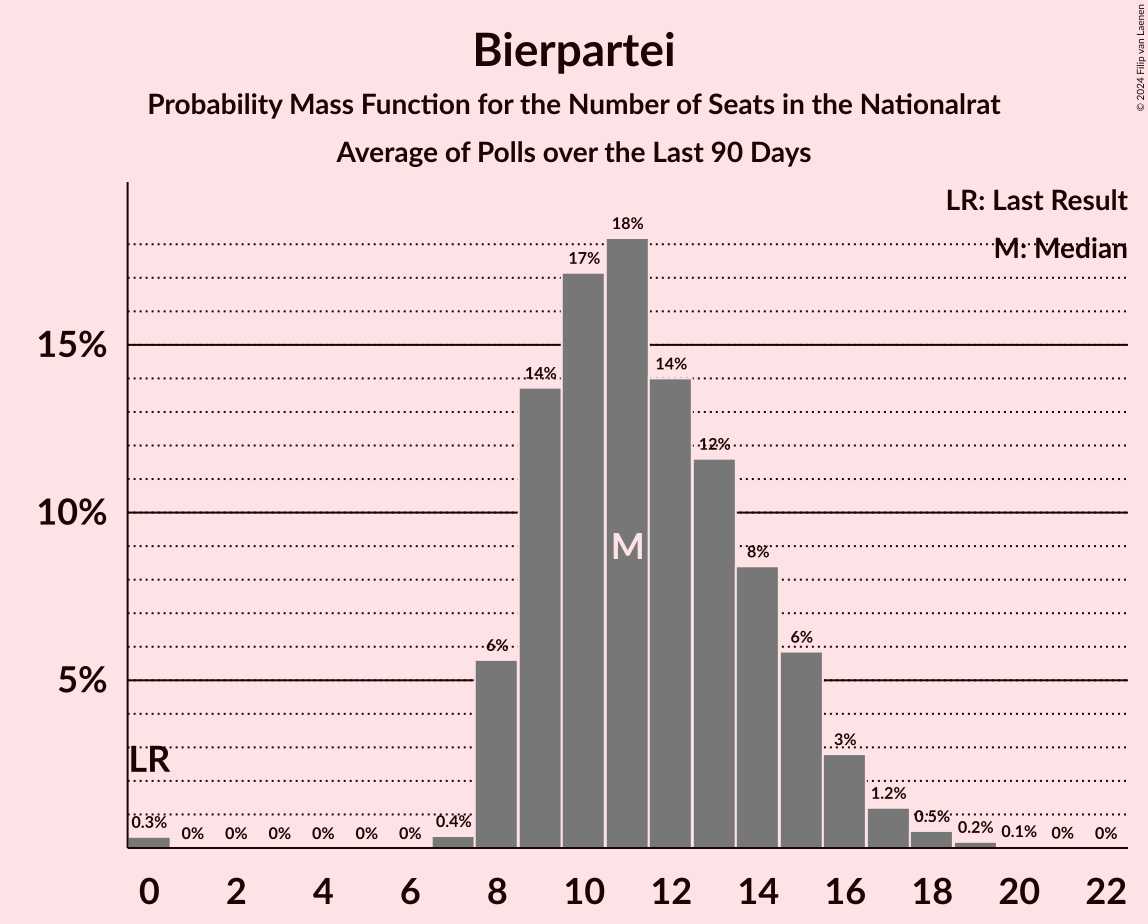 Bierpartei
Probability Mass Function for the Number of Seats in the Nationalrat
Average of Polls over the Last 90 Days
© 2024 Filip van Laenen
LR: Last Result
M: Median
15%
10%
5%
0.3%
0%
0%
0%
0%
0%
0%
0.4%
6%
14%
17%
18%
14%
12%
8%
6%
3%
1.2%
0.5%
0.2%
0.1%
0%
0%
LR
M
0 2 4 6 8 10 12 14 16 18 20 22